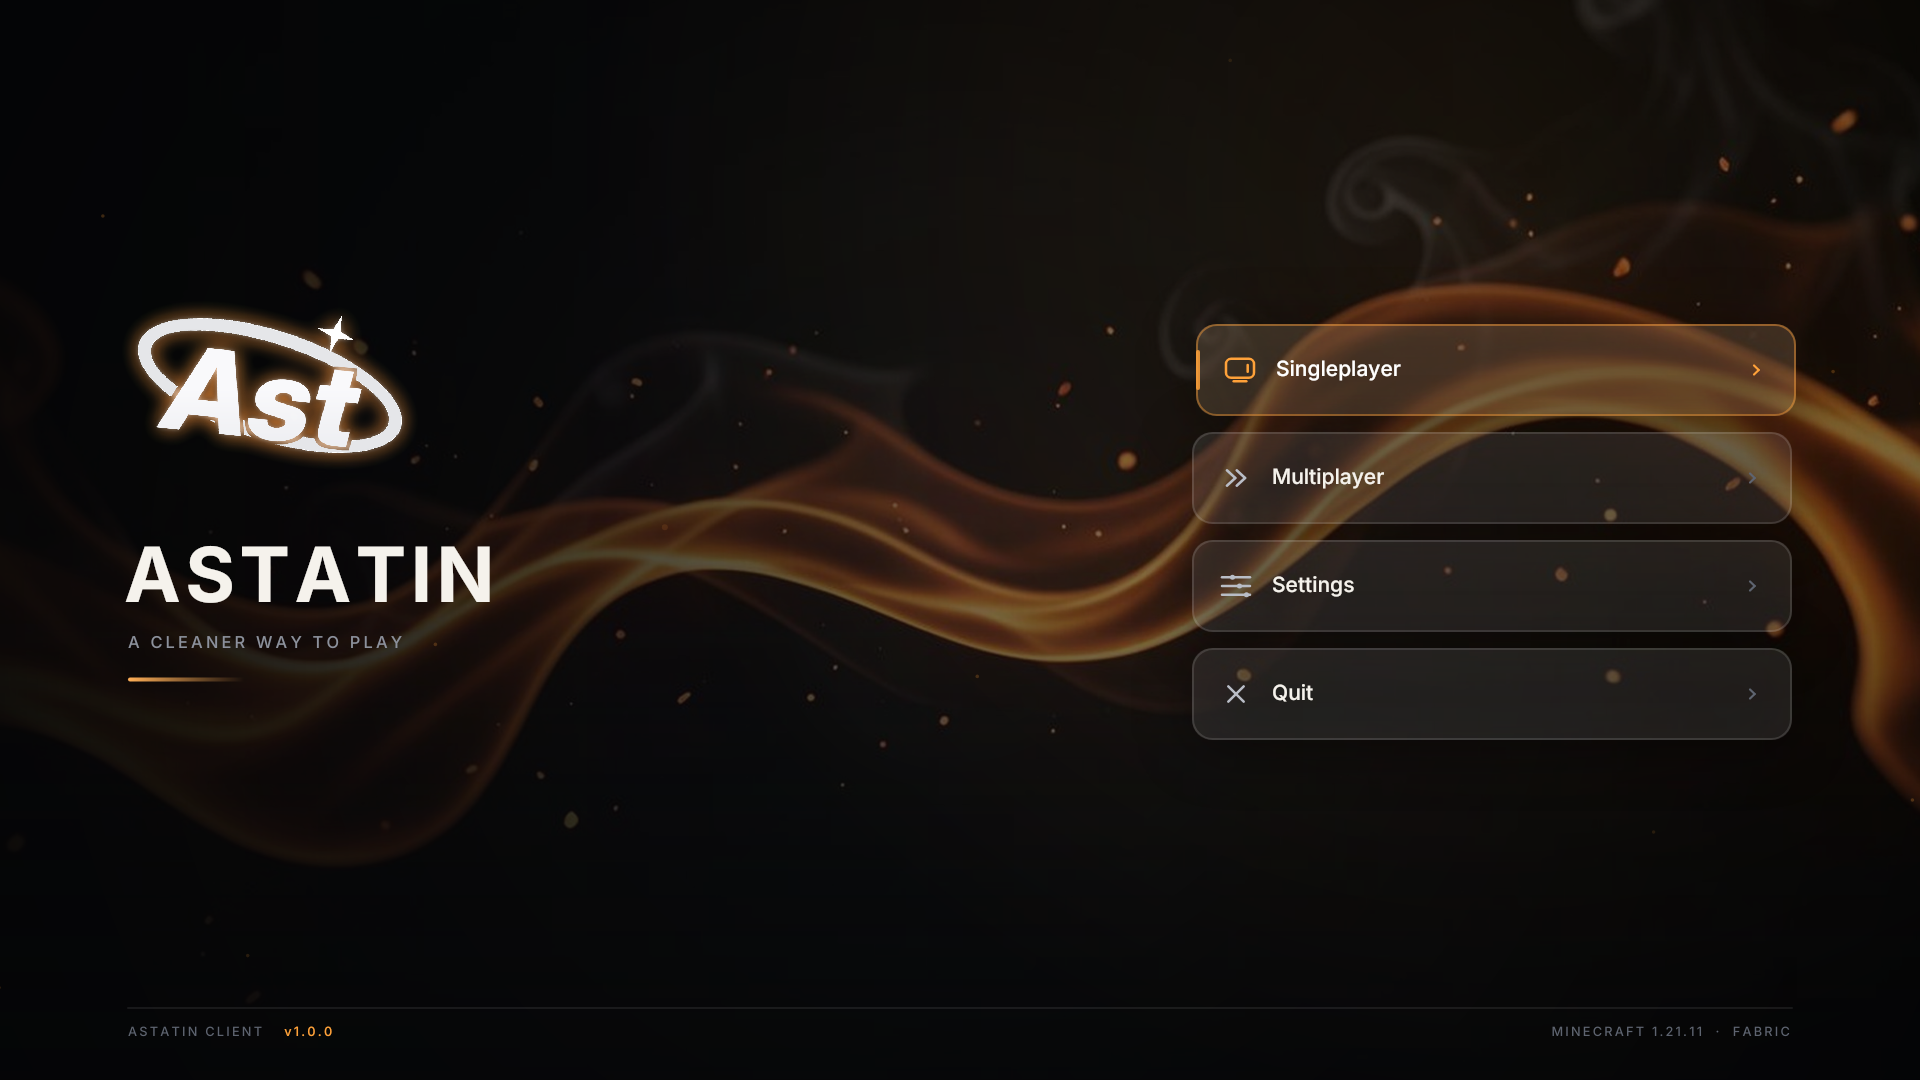 Ast
ASTATIN
A CLEANER WAY TO PLAY
Singleplayer
Multiplayer
Settings
Quit
ASTATIN CLIENT v1.0.0
MINECRAFT 1.21.11 · FABRIC